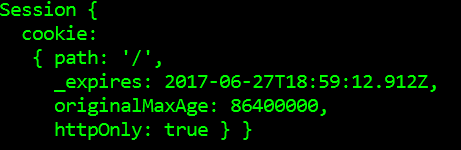 Session {
  cookie:
   { path: '/',
     _expires: 2017-06-27T18:59:12.912Z,
     originalMaxAge: 86400000,
     httpOnly: true } }